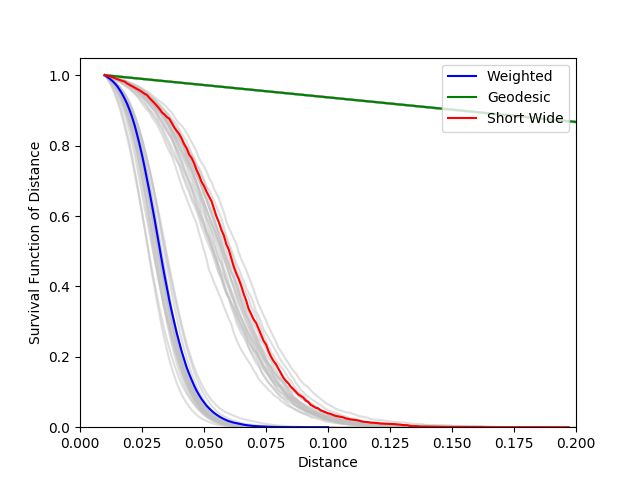 Weighted
Geodesic
Short Wide
Survival Function of Distance
1.0
0.8
0.6
0.4
0.2
0.0
0.000 0.025 0.050 0.075 0.100 0.125 0.150 0.175 0.200
Distance